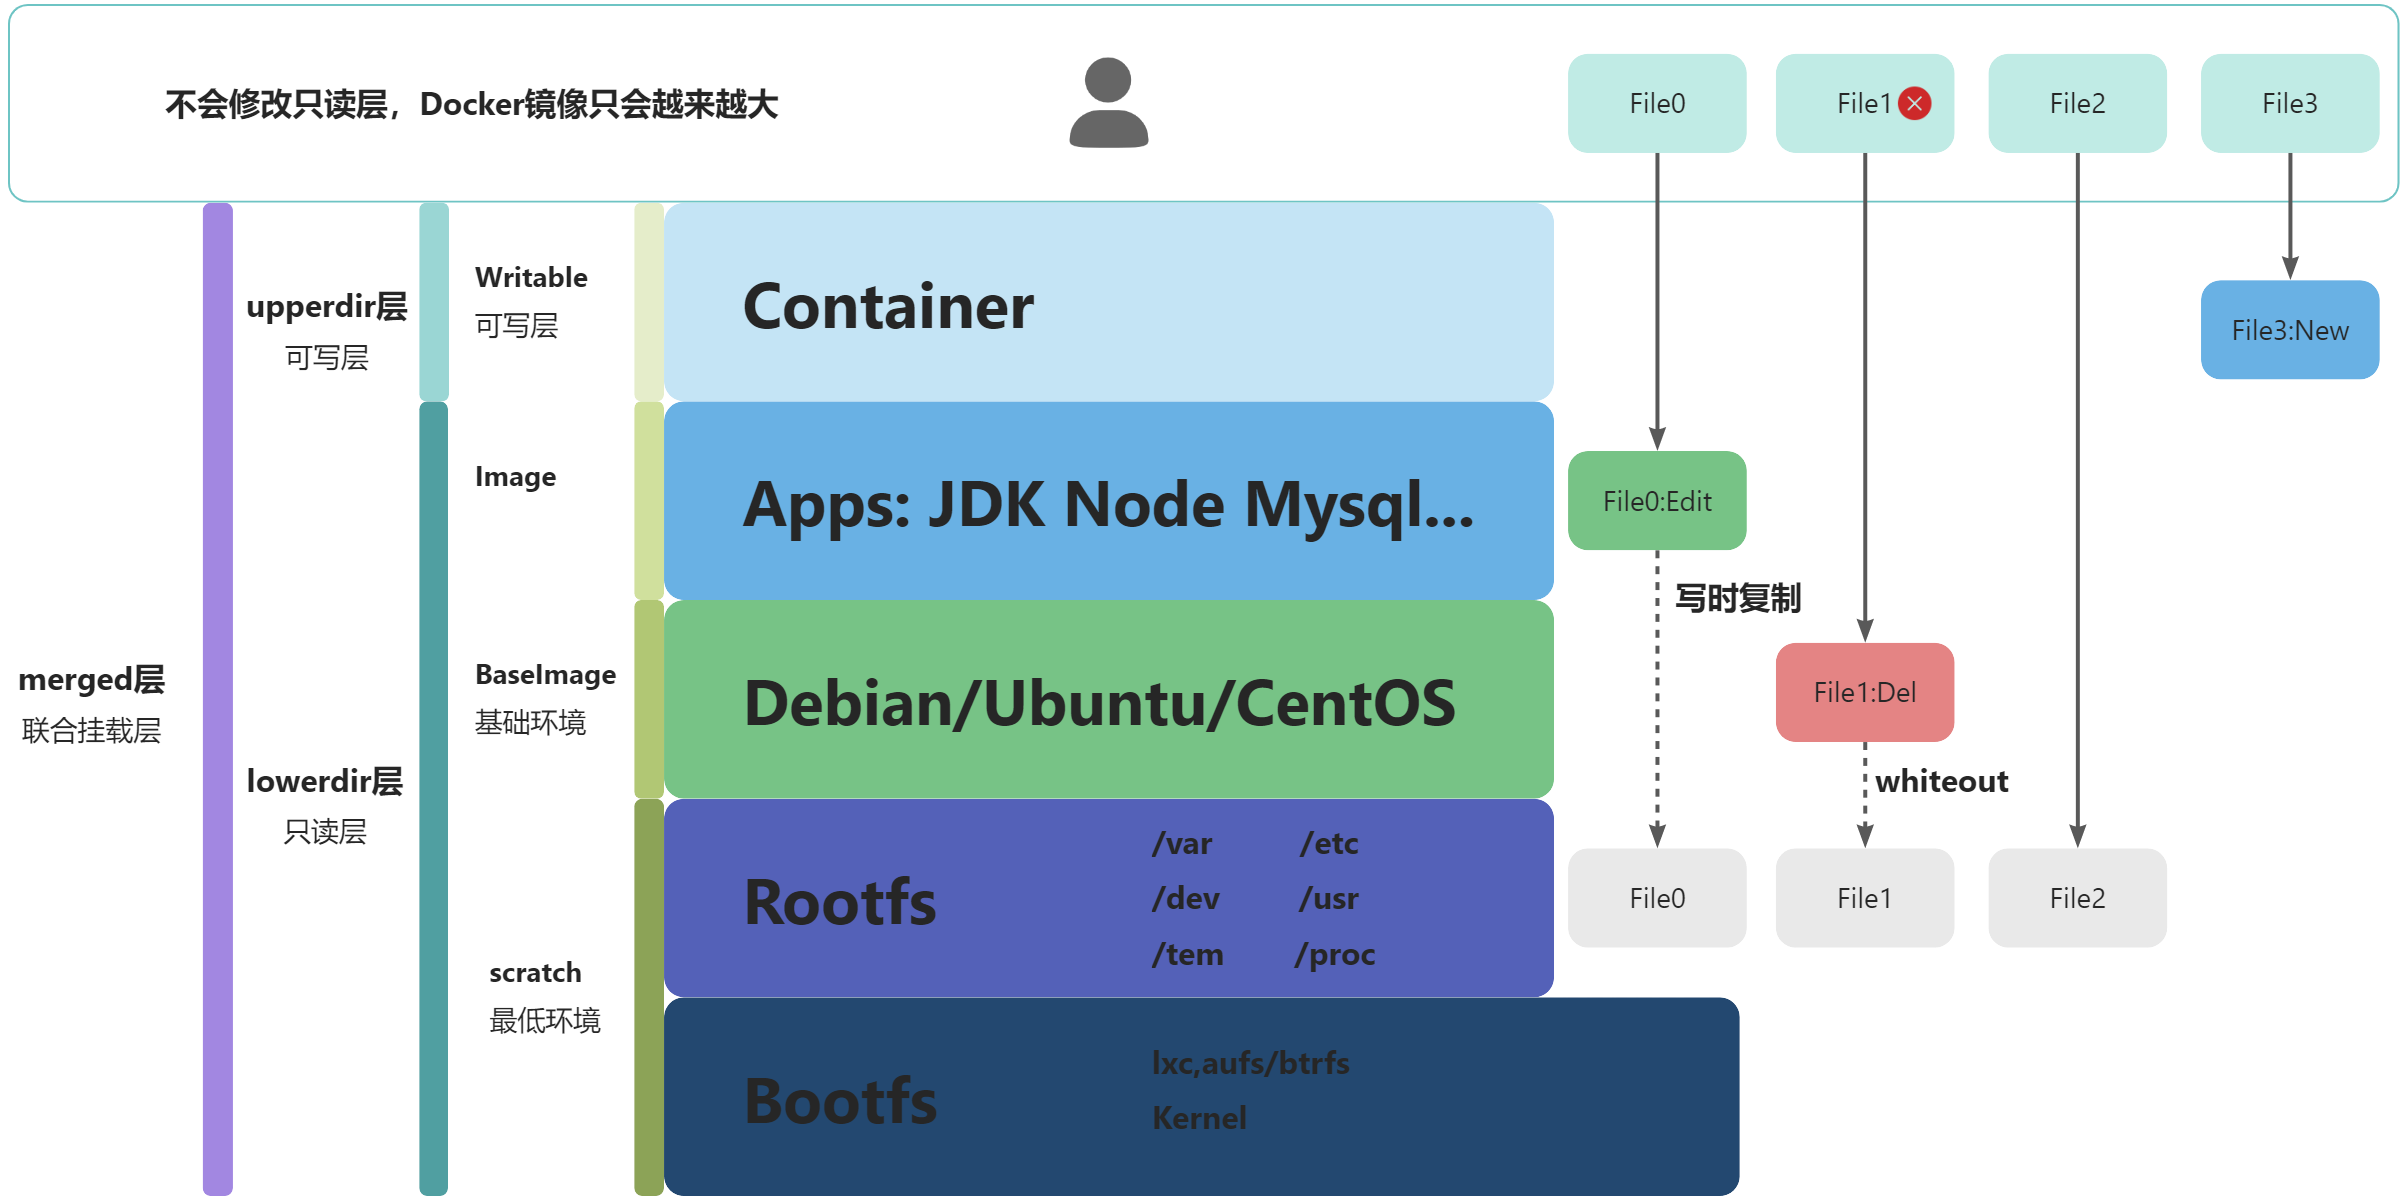 不会修改只读层，Docker镜像只会越来越大
File0
File1
File2
File3
merged层
联合挂载层
upperdir层
可写层
lowerdir层
只读层
Writable
可写层
Image
BaseImage
基础环境
scratch
最低环境
Container
Apps: JDK Node Mysql...
Debian/Ubuntu/CentOS
Rootfs
/var /etc
/dev /usr
/tem /proc
Bootfs
lxc,aufs/btrfs
Kernel
File3:New
File0:Edit
写时复制
File1:Del
whiteout
File0
File1
File2